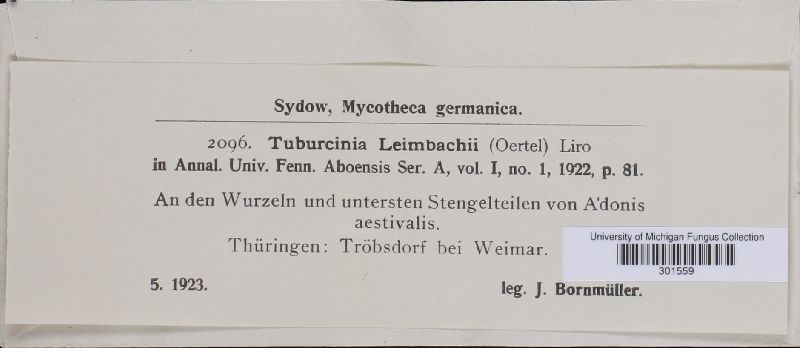 Sydow, Mycotheca germanica.
2096. Tuburcinia Leimbachii (Oertel) Liro
in Annal. Univ. Fenn. Aboensis Ser. A, vol. I, no. 1, 1922, p. 81.
An den Wurzeln und untersten Stengelteilen von A'donis
aestivalis.
Thüringen: Tröbsdorf bei Weimar.
5. 1923.
leg. J. Bornmüller.
University of Michigan Fungus Collection
301559